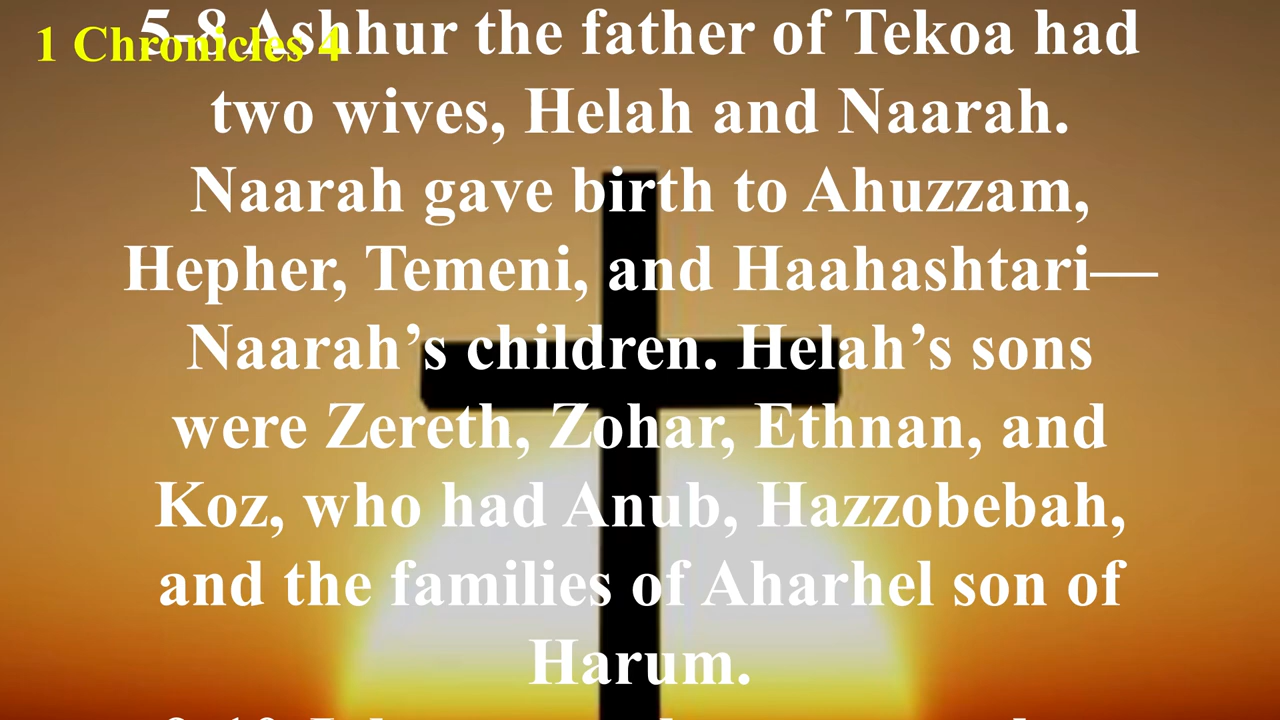 1 Chronicles 4
5-8 Ashhur the father of Tekoa had
two wives, Helah and Naarah.
Naarah gave birth to Ahuzzam,
Hepher, Temeni, and Haahashtari—
Naarah’s children. Helah’s sons
were Zereth, Zohar, Ethnan, and
Koz, who had Anub, Hazzobebah,
and the families of Aharhel son of
Harum.